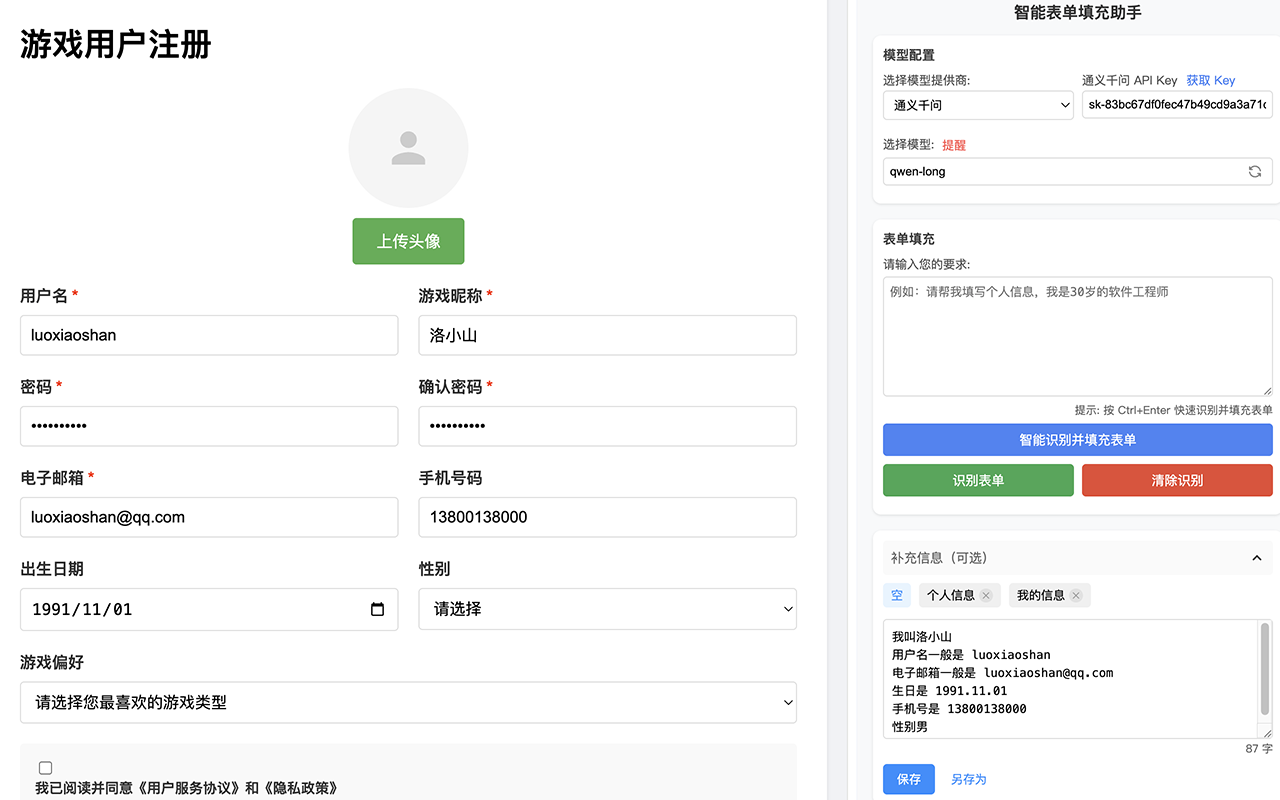 游戏用户注册
上传头像
用户名 *
游戏昵称 *
luoxiaoshan
洛小山
密码 *
确认密码 *
••••••••••
••••••••••
电子邮箱 *
手机号码
luoxiaoshan@qq.com
13800138000
出生日期
性别
1991/11/01
请选择
游戏偏好
请选择您最喜欢的游戏类型
我已阅读并同意《用户服务协议》和《隐私政策》
智能表单填充助手
模型配置
选择模型提供商:
通义千问 API Key 获取 Key
通义千问
sk-83bc67df0fec47b49cd9a3a71
选择模型: 提醒
qwen-long
表单填充
请输入您的要求:
例如：请帮我填写个人信息，我是30岁的软件工程师
提示: 按 Ctrl+Enter 快速识别并填充表单
智能识别并填充表单
识别表单
清除识别
补充信息（可选）
空
个人信息
我的信息
我叫洛小山
用户名一般是 luoxiaoshan
电子邮箱一般是 luoxiaoshan@qq.com
生日是 1991.11.01
手机号是 13800138000
性别男
87 字
保存
另存为